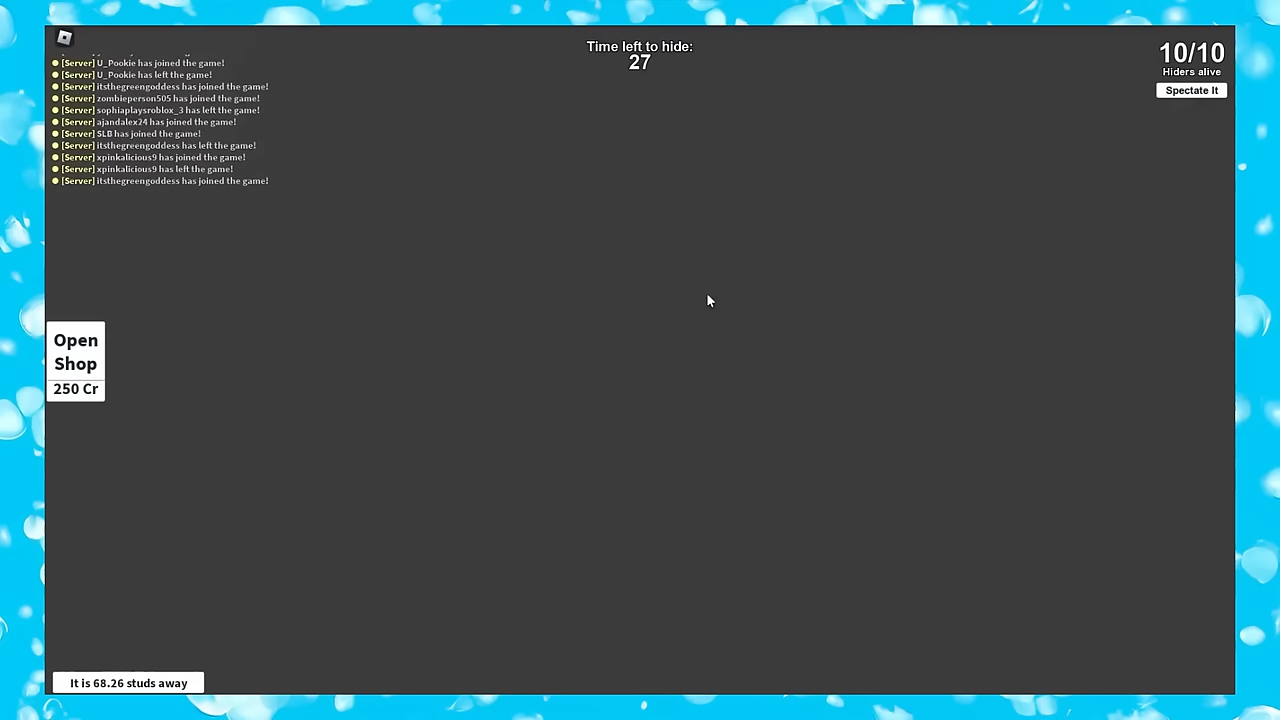 [Server] U_Pookie has joined the game!
[Server] U_Pookie has left the game!
[Server] itsthegreengoddess has joined the game!
[Server] zombieperson505 has joined the game!
[Server] sophiaplaysroblox_3 has left the game!
[Server] ajandalex24 has joined the game!
[Server] SLB has joined the game!
[Server] itsthegreengoddess has left the game!
[Server] xpinkalicious9 has joined the game!
[Server] xpinkalicious9 has left the game!
[Server] itsthegreengoddess has joined the game!
Time left to hide:
27
10/10
Hiders alive
Spectate It
Open
Shop
250 Cr
It is 68.26 studs away